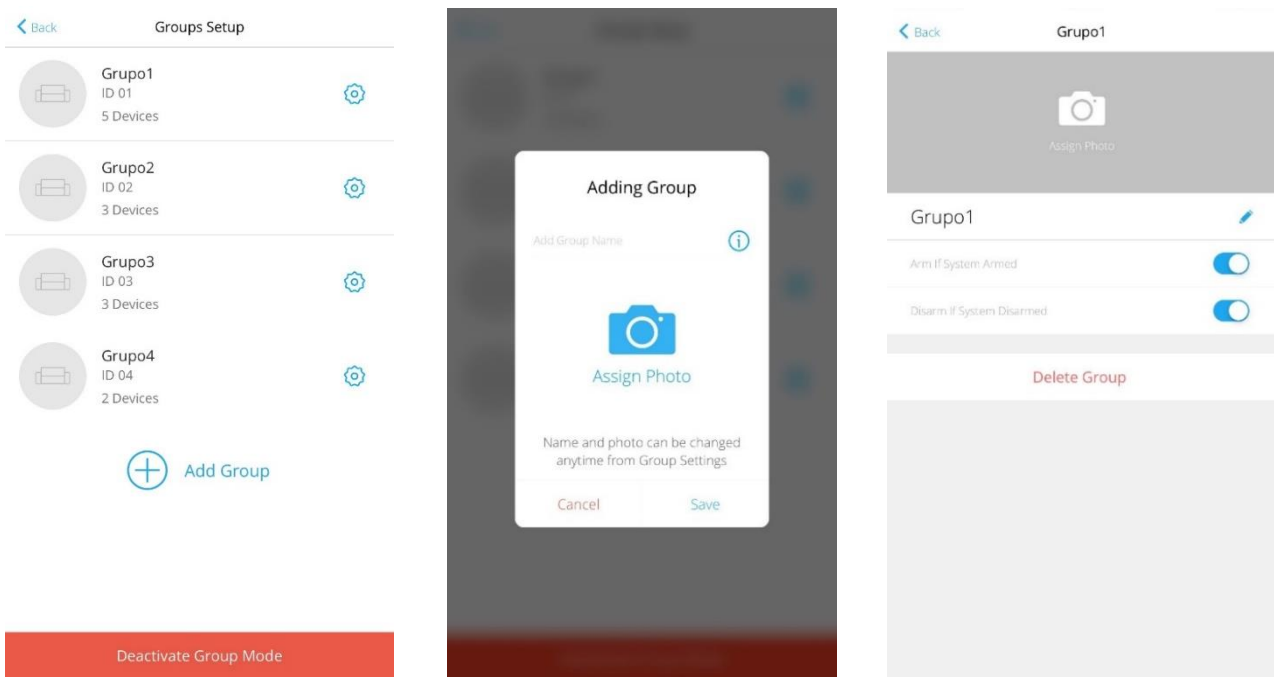 Back
Groups Setup
Grupo1
ID 01
5 Devices
Grupo2
ID 02
3 Devices
Grupo3
ID 03
3 Devices
Grupo4
ID 04
2 Devices
Add Group
Deactivate Group Mode
Adding Group
Add Group Name
Assign Photo
Name and photo can be changed
anytime from Group Settings
Cancel
Save
Back
Grupo1
Assign Photo
Grupo1
Arm If System Armed
Disarm If System Disarmed
Delete Group